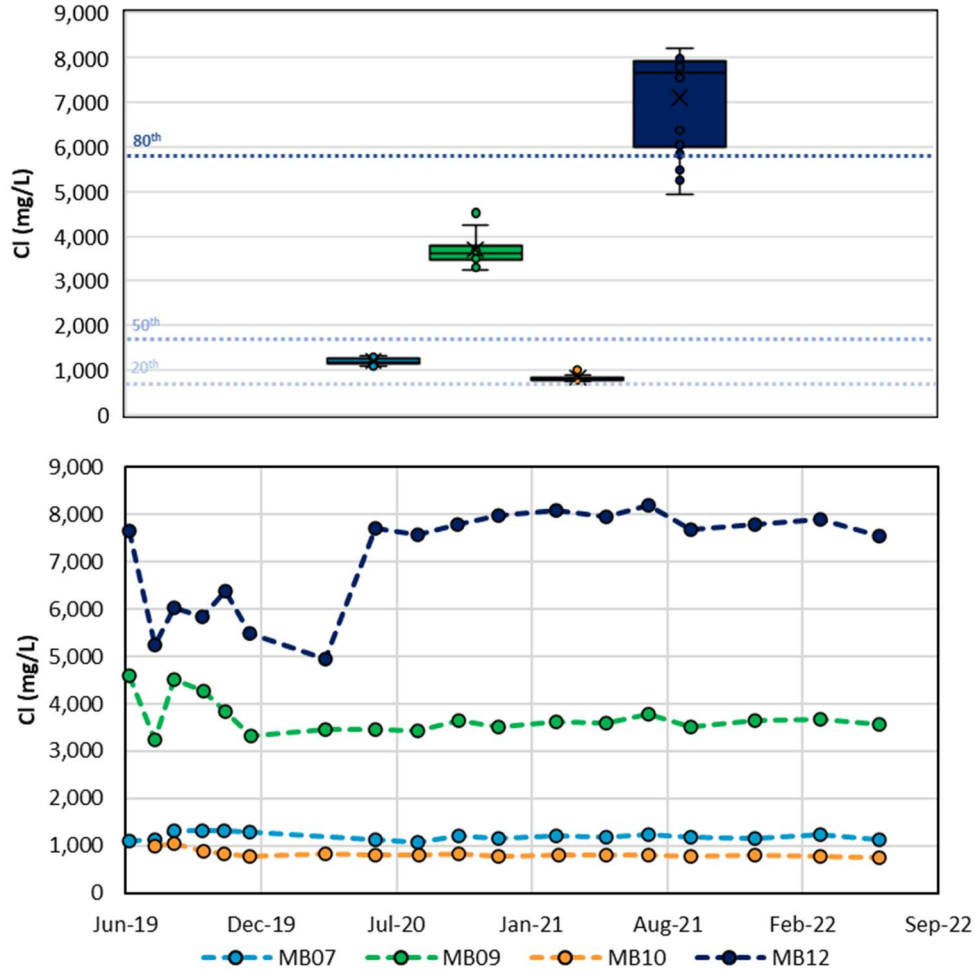 9,000
8,000
7,000
6,000
5,000
4,000
3,000
2,000
1,000
0
Cl (mg/L)
80th
50th
20th
9,000
8,000
7,000
6,000
5,000
4,000
3,000
2,000
1,000
0
Cl (mg/L)
Jun-19 Dec-19 Jul-20 Jan-21 Aug-21 Feb-22 Sep-22
MB07 MB09 MB10 MB12